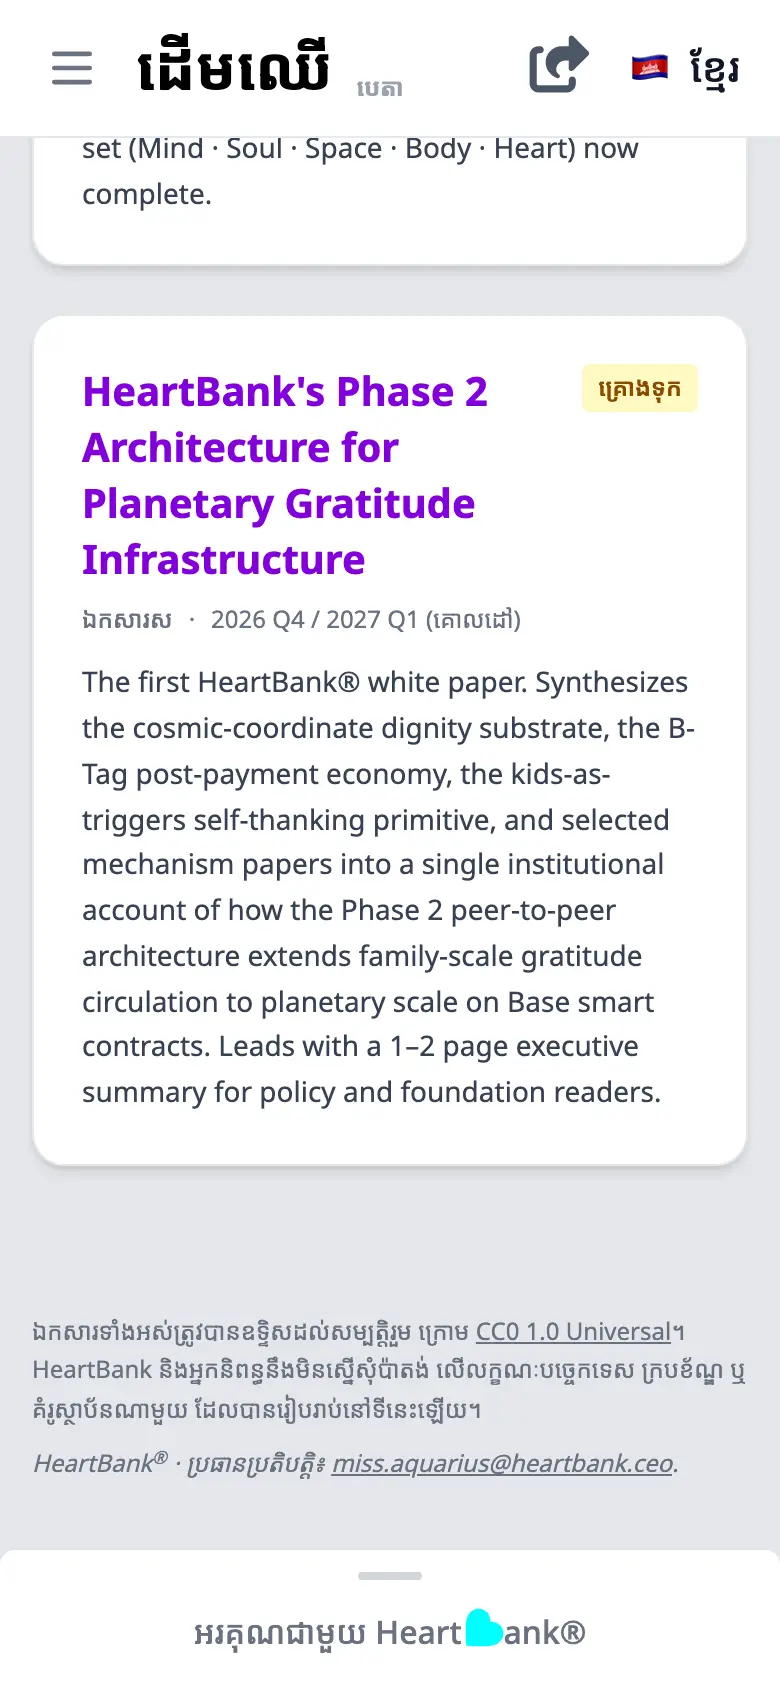 ដើមឈើ បេតា ខ្មែរ
set (Mind · Soul · Space · Body · Heart) now
complete.
HeartBank's Phase 2
Architecture for
Planetary Gratitude
Infrastructure
គ្រោងទុក
ឯកសារស · 2026 Q4 / 2027 Q1 (គោលដៅ)
The first HeartBank® white paper. Synthesizes
the cosmic-coordinate dignity substrate, the B-
Tag post-payment economy, the kids-as-
triggers self-thanking primitive, and selected
mechanism papers into a single institutional
account of how the Phase 2 peer-to-peer
architecture extends family-scale gratitude
circulation to planetary scale on Base smart
contracts. Leads with a 1–2 page executive
summary for policy and foundation readers.
ឯកសារទាំងអស់ត្រូវបានឧទ្ទិសដល់សម្បត្តិរួម ក្រោម CC0 1.0 Universal។
HeartBank និងអ្នកនិពន្ធនឹងមិនស្នើសុំប៉ាតង់ លើលក្ខណៈបច្ចេកទេស ក្របខ័ណ្ឌ ឬ
គំរូស្ថាប័នណាមួយ ដែលបានរៀបរាប់នៅទីនេះឡើយ។
HeartBank® · ប្រធានប្រតិបត្តិ៖ miss.aquarius@heartbank.ceo.
អរគុណជាមួយ HeartBank®